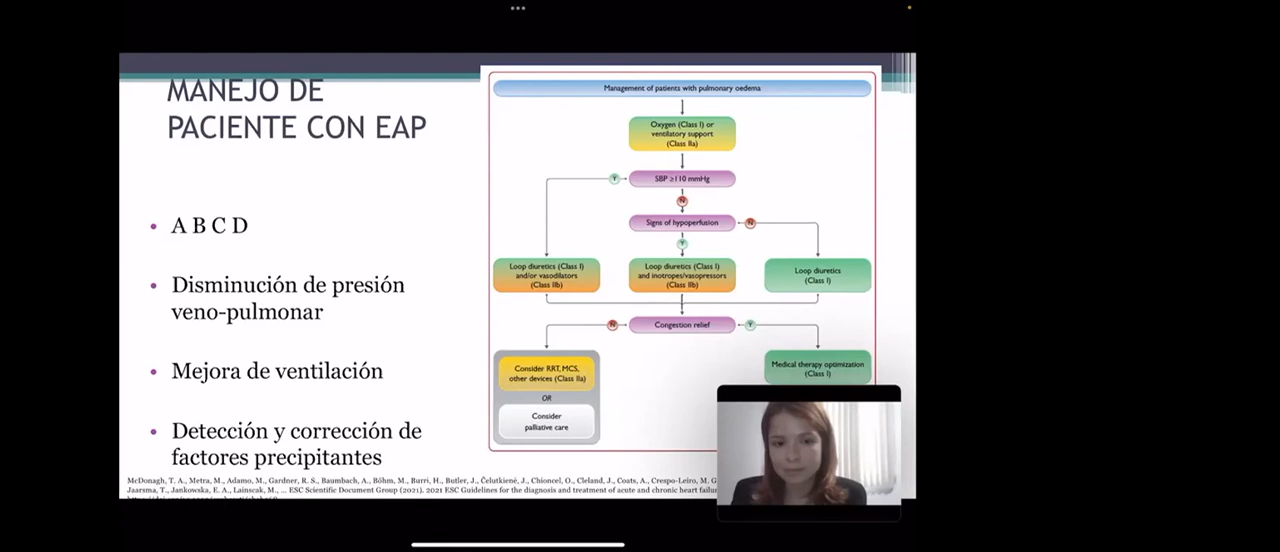 MANEJO DE
PACIENTE CON EAP
• A B C D
• Disminución de presión
veno-pulmonar
• Mejora de ventilación
• Detección y corrección de
factores precipitantes
Management of patients with pulmonary oedema
Oxygen (Class I) or
ventilatory support
(Class IIa)
Y
SBP ≥110 mmHg
N
Signs of hypoperfusion
N
Y
Loop diuretics (Class I)
and/or vasodilators
(Class IIb)
Loop diuretics (Class I)
and inotropes/vasopressors
(Class IIb)
Loop diuretics
(Class I)
N
Congestion relief
Y
Consider RRT, MCS,
other devices (Class IIa)
OR
Consider
palliative care
Medical therapy optimization
(Class I)
McDonagh, T. A., Metra, M., Adamo, M., Gardner, R. S., Baumbach, A., Böhm, M., Burri, H., Butler, J., Čelutkienė, J., Chioncel, O., Cleland, J., Coats, A., Crespo-Leiro, M. G
Jaarsma, T., Jankowska, E. A., Lainscak, M., ... ESC Scientific Document Group (2021). 2021 ESC Guidelines for the diagnosis and treatment of acute and chronic heart failur